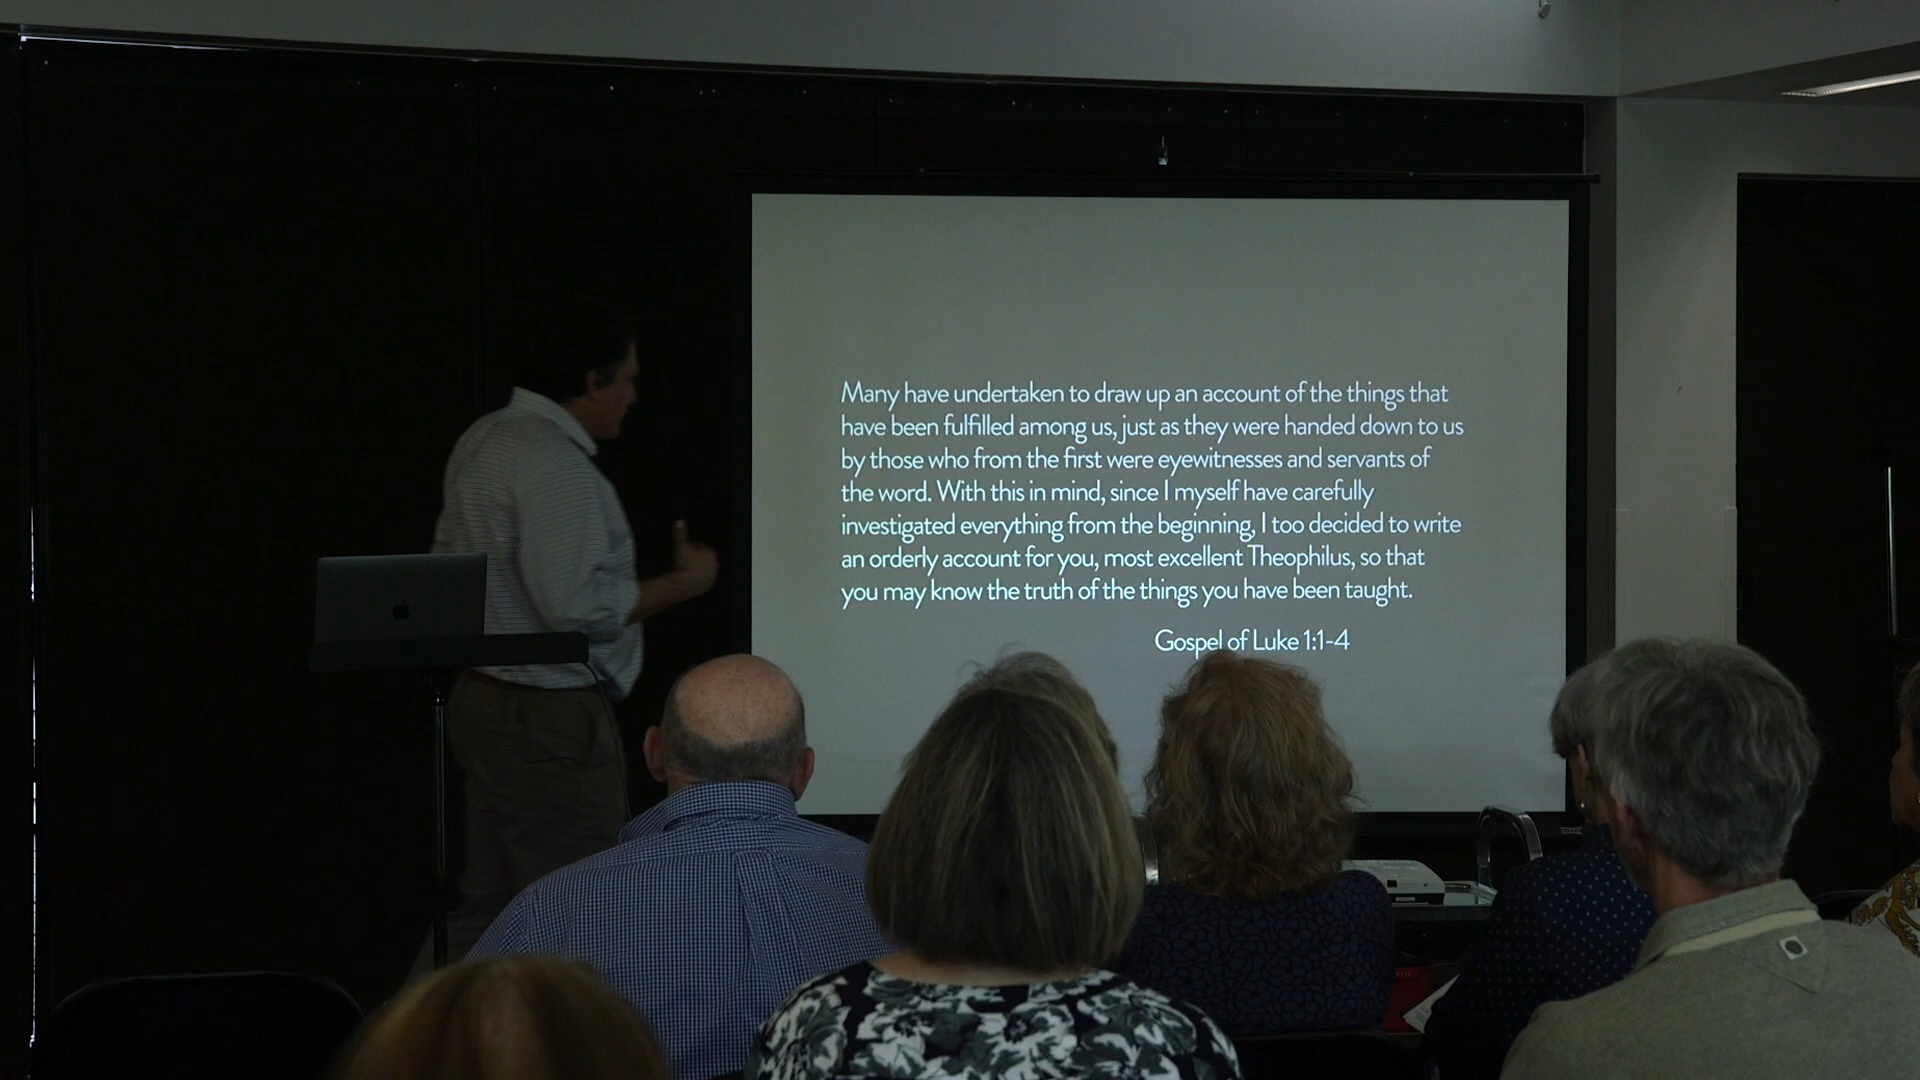 Many have undertaken to draw up an account of the things that
have been fulfilled among us, just as they were handed down to us
by those who from the first were eyewitnesses and servants of
the word. With this in mind, since I myself have carefully
investigated everything from the beginning, I too decided to write
an orderly account for you, most excellent Theophilus, so that
you may know the truth of the things you have been taught.
Gospel of Luke 1:1-4